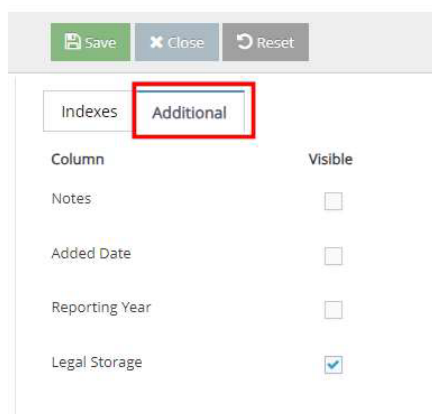 Save Close Reset
Indexes Additional
Column Visible
Notes
Added Date
Reporting Year
Legal Storage